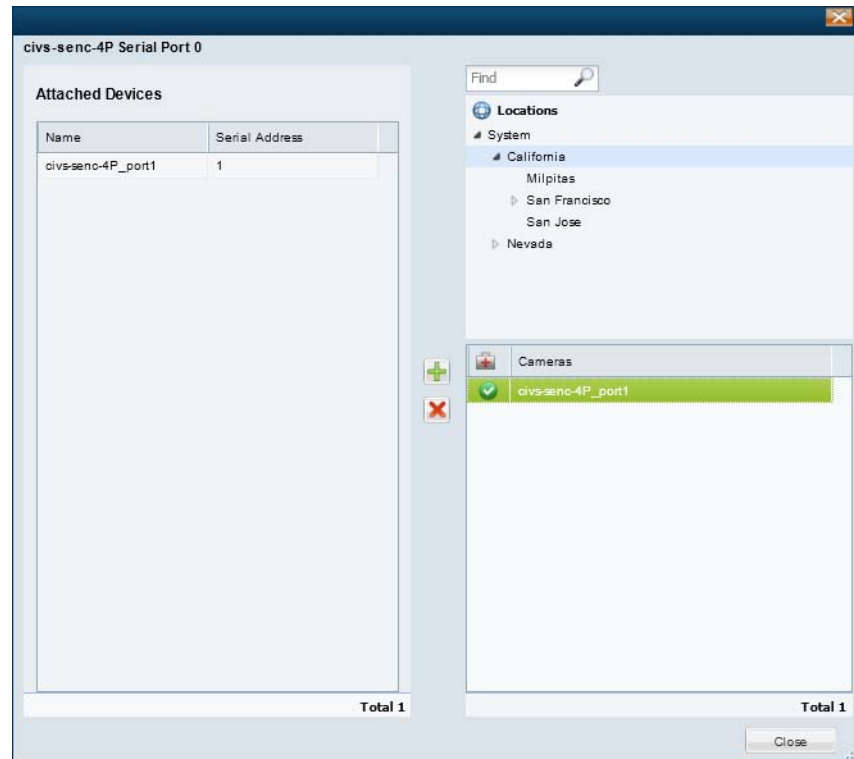 civs-senc-4P Serial Port 0
Attached Devices
Name Serial Address
civs-senc-4P_port1 1
Total 1
Find
Locations
System
California
Milpitas
San Francisco
San Jose
Nevada
Cameras
civs-senc-4P_port1
Total 1
Close